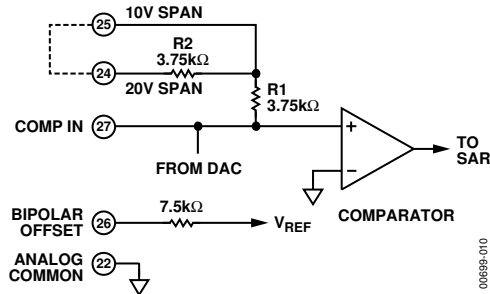 25 10V SPAN
R2
3.75kΩ
24 20V SPAN
R1
3.75kΩ
COMP IN 27
+
TO
SAR
FROM DAC
–
COMPARATOR
BIPOLAR
OFFSET 26
7.5kΩ
VREF
ANALOG
COMMON 22
00699-010